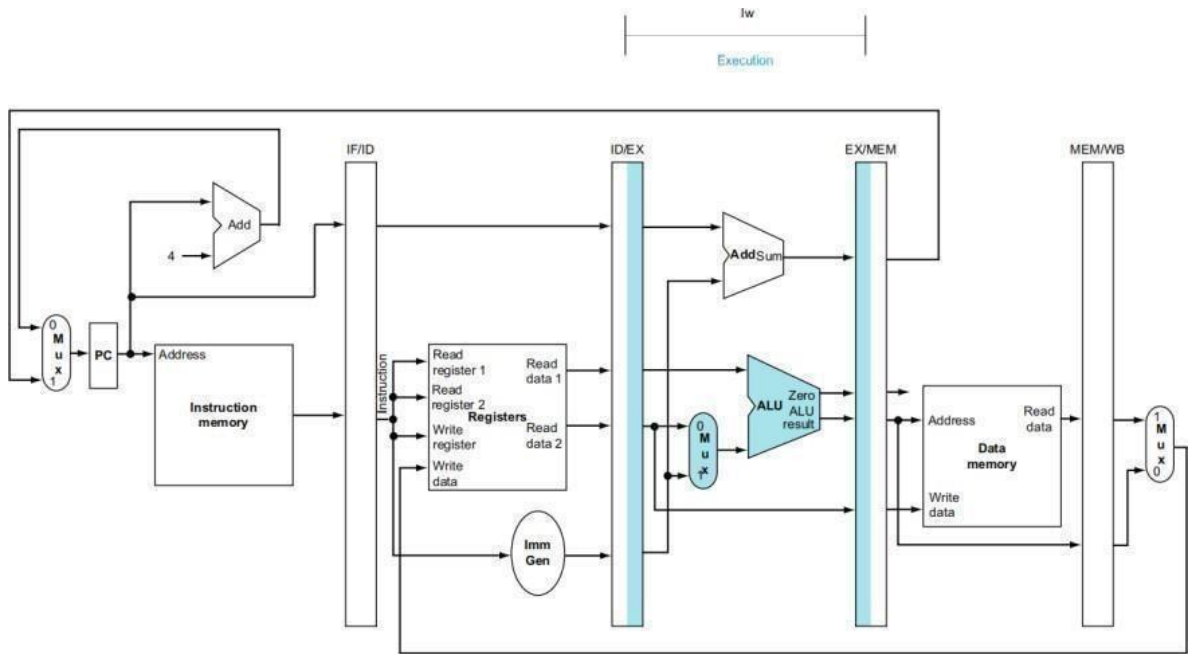 lw
Execution
IF/ID
ID/EX
EX/MEM
MEM/WB
Add
4
Add Sum
0
M
u
x
1
PC
Address
Instruction
memory
Instruction
Read
register 1
Read
register 2
Registers
Write
register
Write
data
Read
data 1
Read
data 2
Imm
Gen
0
M
u
x
1
ALU
Zero
ALU
result
Address
Read
data
Data
memory
Write
data
1
M
u
x
0